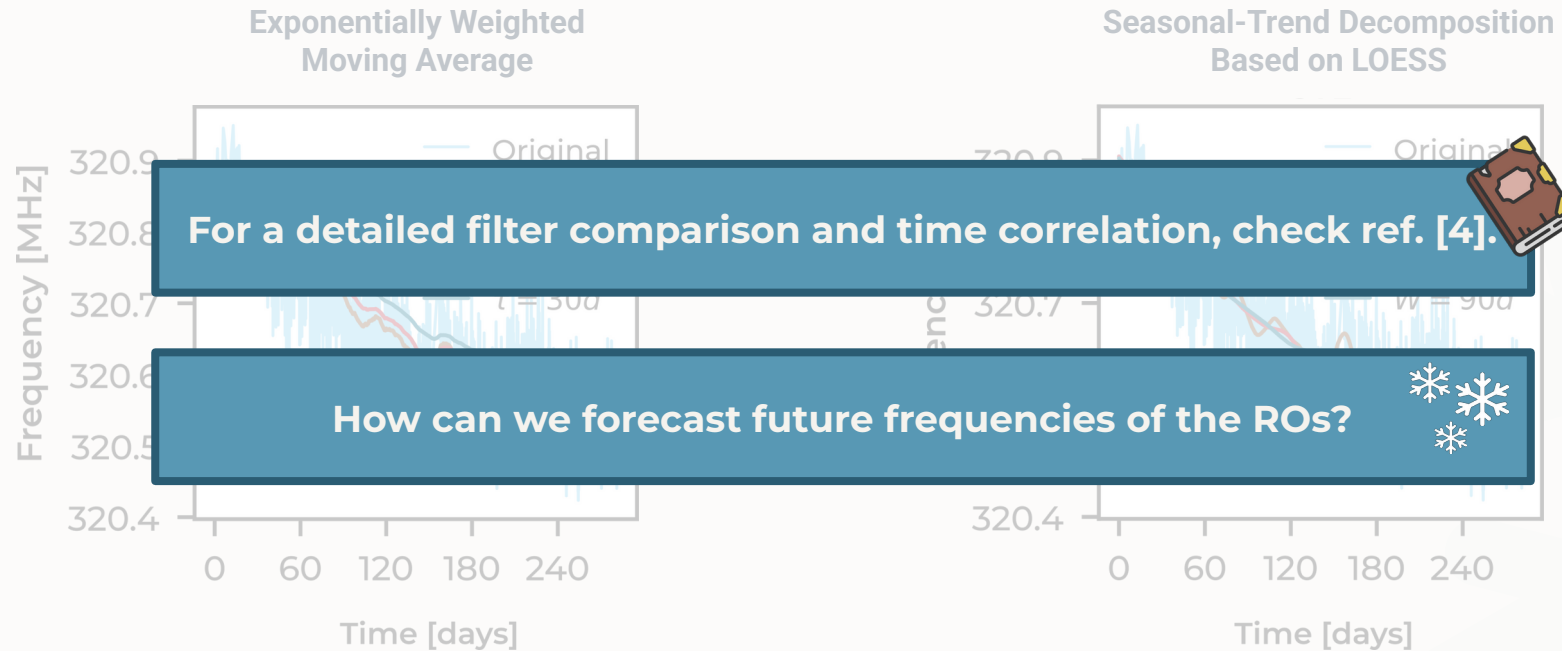 Exponentially Weighted
Moving Average
Seasonal-Trend Decomposition
Based on LOESS
Original
Original
Frequency [MHz]
320.9
320.8
320.7
320.6
320.5
320.4
320.9
320.7
320.4
For a detailed filter comparison and time correlation, check ref. [4].
W = 90d
How can we forecast future frequencies of the ROs?
0 60 120 180 240
0 60 120 180 240
Time [days]
Time [days]